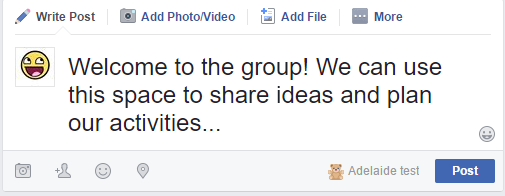 Write Post Add Photo/Video Add File More
Welcome to the group! We can use
this space to share ideas and plan
our activities...
Adelaide test Post